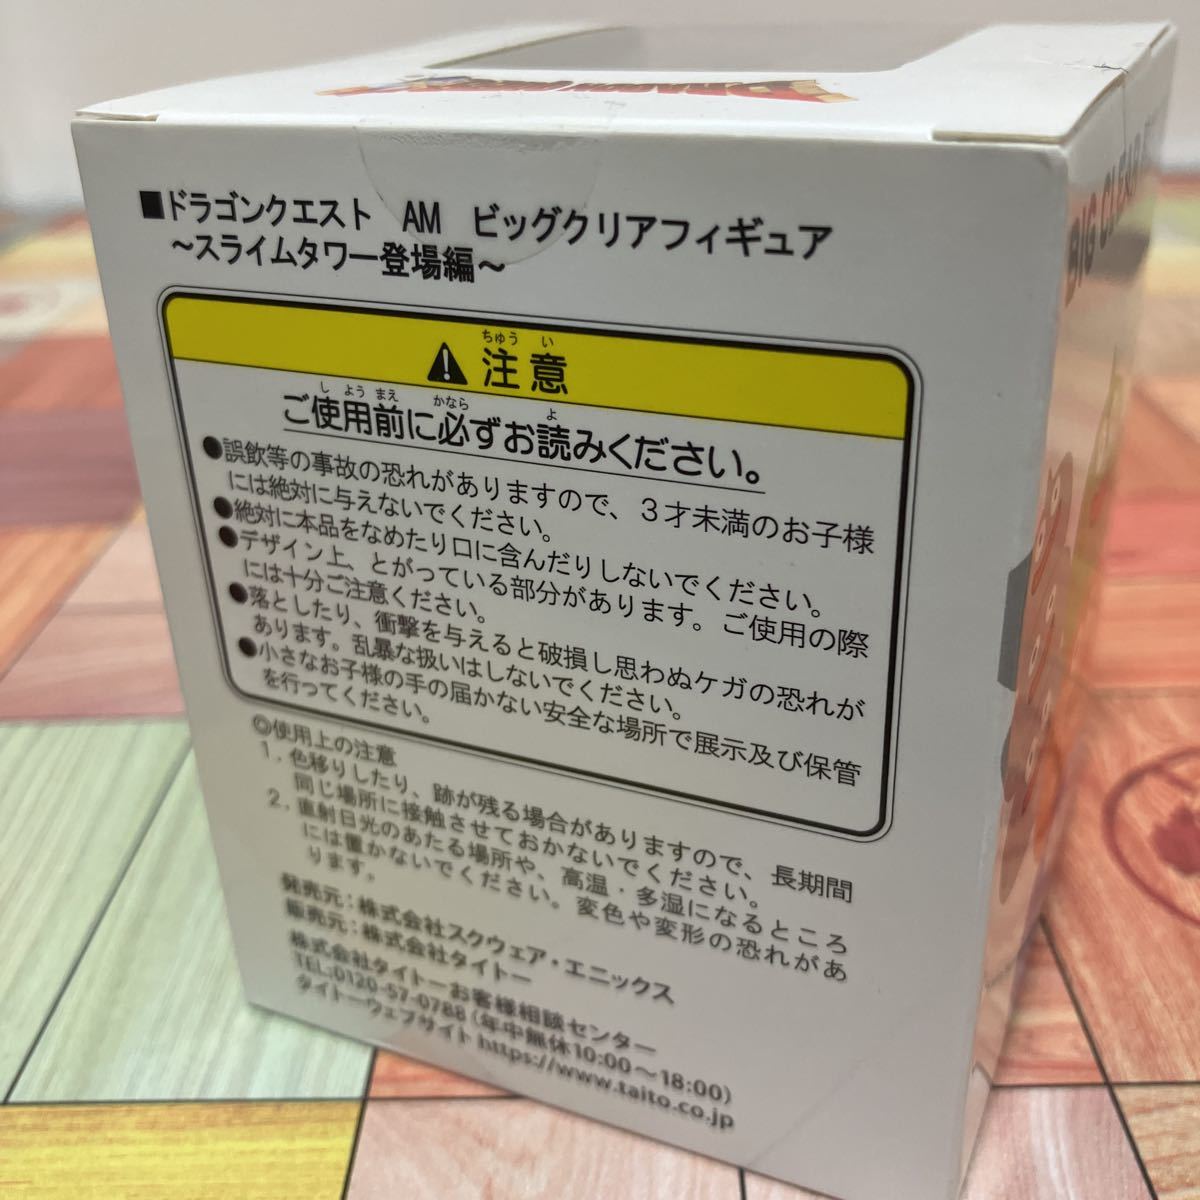 ■ドラゴンクエスト　AM　ビッグクリアフィギュア
～スライムタワー登場編～
ちゅう い
注意
し よう まえ かなら よ
ご使用前に必ずお読みください。
●誤飲等の事故の恐れがありますので、３才未満のお子様
には絶対に与えないでください。
●絶対に本品をなめたり口に含んだりしないでください。
●デザイン上、とがっている部分があります。ご使用の際
には十分ご注意ください。
●落としたり、衝撃を与えると破損し思わぬケガの恐れが
あります。乱暴な扱いはしないでください。
●小さなお子様の手の届かない安全な場所で展示及び保管
を行ってください。
◎使用上の注意
1．色移りしたり、跡が残る場合がありますので、長期間
同じ場所に接触させておかないでください。
2．直射日光のあたる場所や、高温・多湿になるところ
には置かないでください。変色や変形の恐れがあ
ります。
発売元：株式会社スクウェア・エニックス
販売元：株式会社タイトー
株式会社タイトーお客様相談センター
TEL:0120-57-0788（年中無休10:00～18:00）
タイトーウェブサイト https://www.taito.co.jp
BIG CLEAR